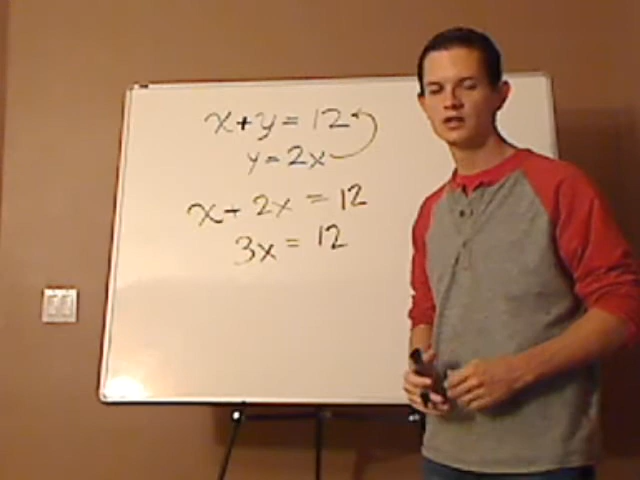 x + y = 12
y = 2x
x + 2x = 12
3x = 12